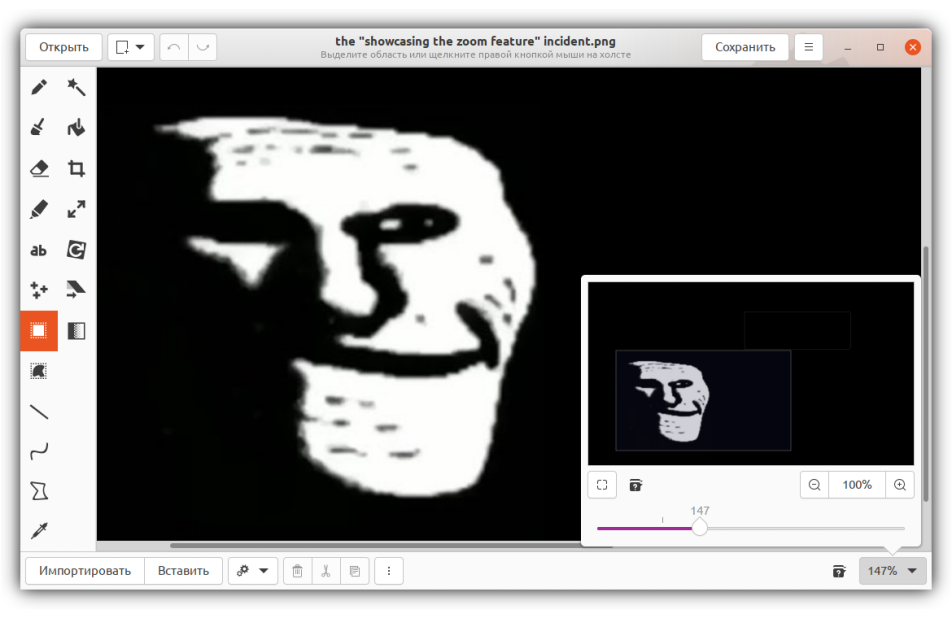 Открыть
the "showcasing the zoom feature" incident.png
Выделите область или щелкните правой кнопкой мыши на холсте
Сохранить
ab
147
100%
Импортировать
Вставить
147%